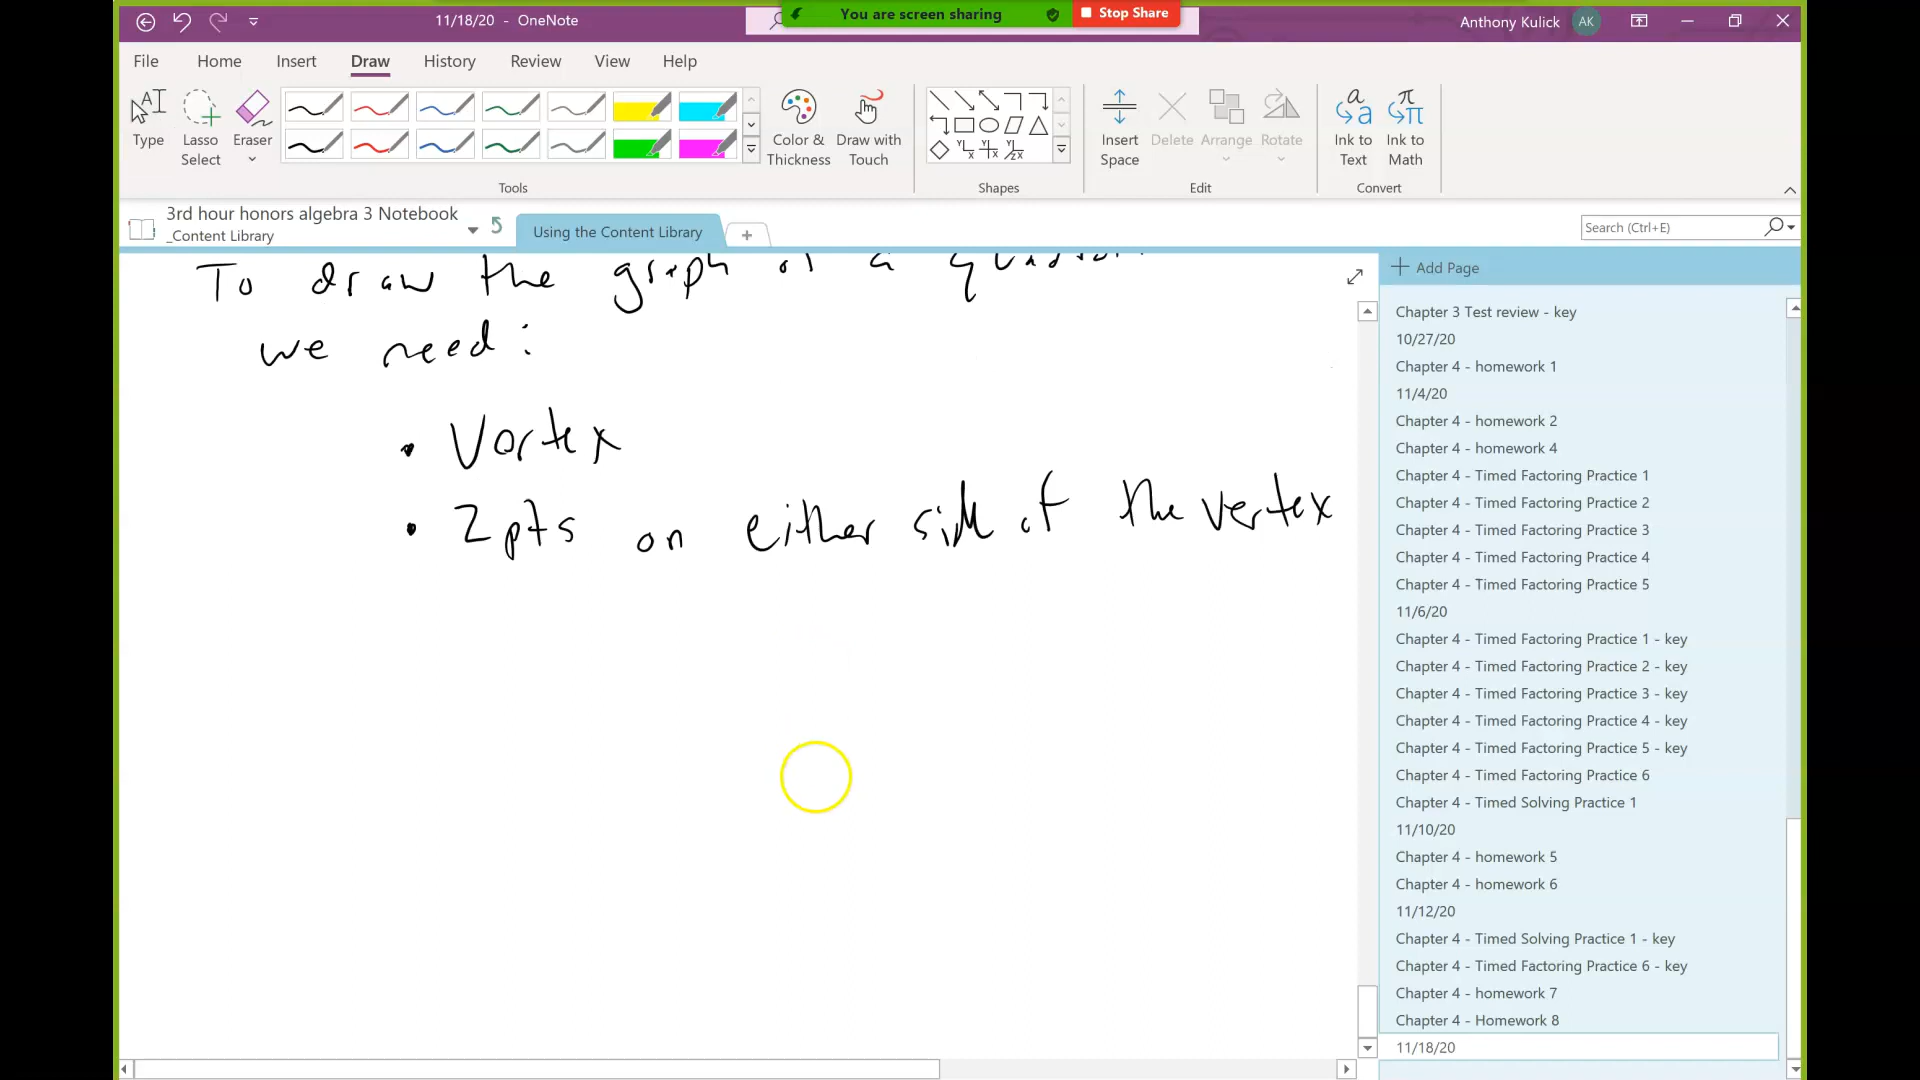 11/18/20 - OneNote
You are screen sharing
Stop Share
Anthony Kulick
AK
File Home Insert Draw History Review View Help
Type
Lasso Select
Eraser
Color & Thickness
Draw with Touch
Insert Space
Delete
Arrange
Rotate
Ink to Text
Ink to Math
Tools
Shapes
Edit
Convert
3rd hour honors algebra 3 Notebook
_Content Library
Using the Content Library
Search (Ctrl+E)
To draw the graph of a
we need:
• Vertex
• 2pts on either side of the vertex
Add Page
Chapter 3 Test review - key
10/27/20
Chapter 4 - homework 1
11/4/20
Chapter 4 - homework 2
Chapter 4 - homework 4
Chapter 4 - Timed Factoring Practice 1
Chapter 4 - Timed Factoring Practice 2
Chapter 4 - Timed Factoring Practice 3
Chapter 4 - Timed Factoring Practice 4
Chapter 4 - Timed Factoring Practice 5
11/6/20
Chapter 4 - Timed Factoring Practice 1 - key
Chapter 4 - Timed Factoring Practice 2 - key
Chapter 4 - Timed Factoring Practice 3 - key
Chapter 4 - Timed Factoring Practice 4 - key
Chapter 4 - Timed Factoring Practice 5 - key
Chapter 4 - Timed Factoring Practice 6
Chapter 4 - Timed Solving Practice 1
11/10/20
Chapter 4 - homework 5
Chapter 4 - homework 6
11/12/20
Chapter 4 - Timed Solving Practice 1 - key
Chapter 4 - Timed Factoring Practice 6 - key
Chapter 4 - homework 7
Chapter 4 - Homework 8
11/18/20